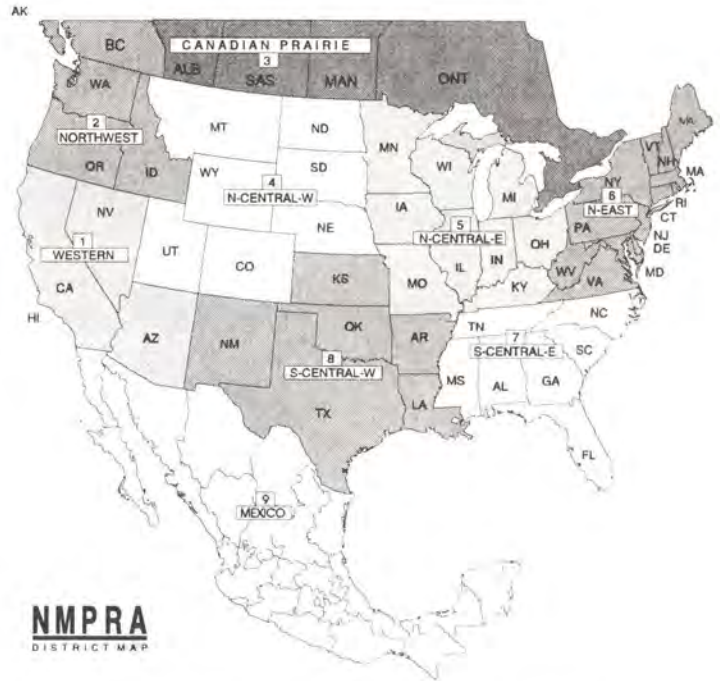 AK
BC
CANADIAN PRAIRIE
3
ALB
SAS
MAN
ONT
WA
2
NORTHWEST
OR
ID
MT
ND
WY
4
N-CENTRAL-W
SD
NE
MN
WI
MI
IA
5
N-CENTRAL-E
IL
IN
OH
MO
KY
VT
NH
MA
NY
6
N-EAST
RI
CT
PA
NJ
DE
MD
WV
VA
NV
1
WESTERN
CA
HI
UT
CO
AZ
KS
NM
OK
8
S-CENTRAL-W
TX
AR
LA
TN
NC
7
S-CENTRAL-E
SC
MS
AL
GA
FL
9
MEXICO
NMPRA
DISTRICT MAP